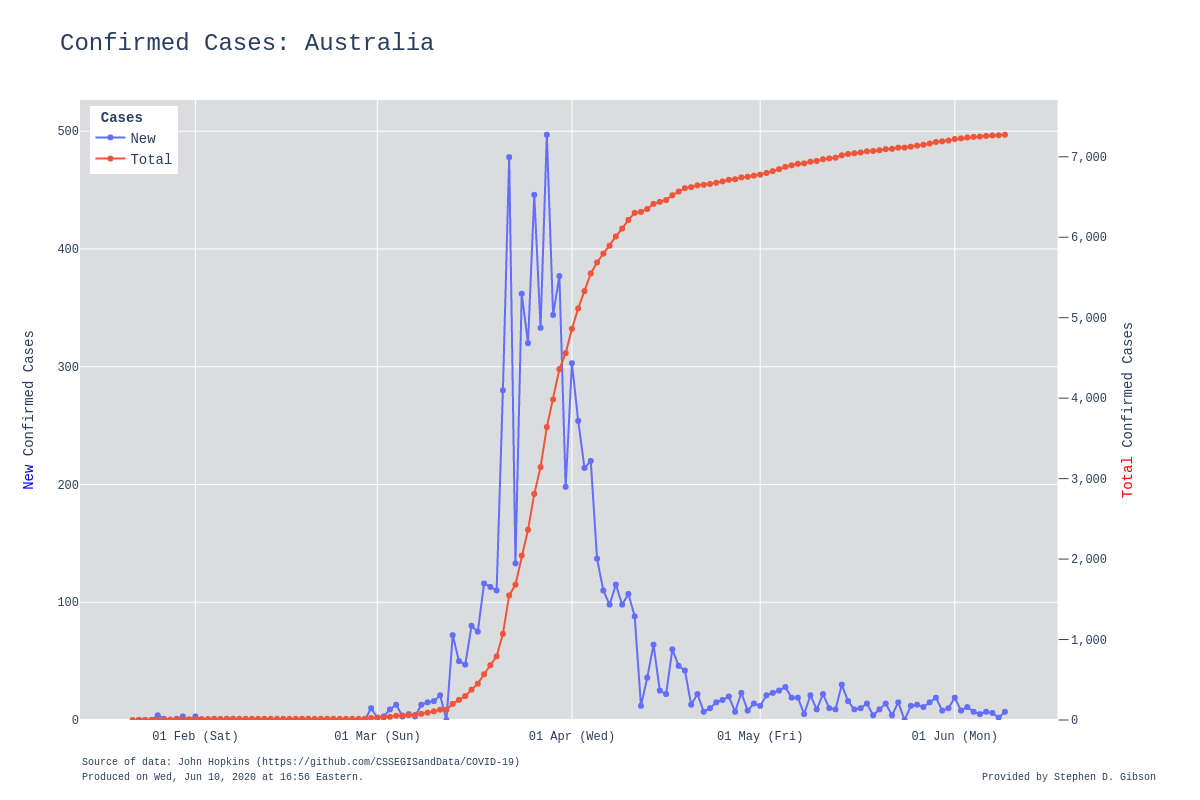 Confirmed Cases: Australia
Cases
New
Total
500
400
300
200
100
0
7,000
6,000
5,000
4,000
3,000
2,000
1,000
0
New Confirmed Cases
Total Confirmed Cases
01 Feb (Sat)
01 Mar (Sun)
01 Apr (Wed)
01 May (Fri)
01 Jun (Mon)
Source of data: John Hopkins (https://github.com/CSSEGISandData/COVID-19)
Produced on Wed, Jun 10, 2020 at 16:56 Eastern.
Provided by Stephen D. Gibson